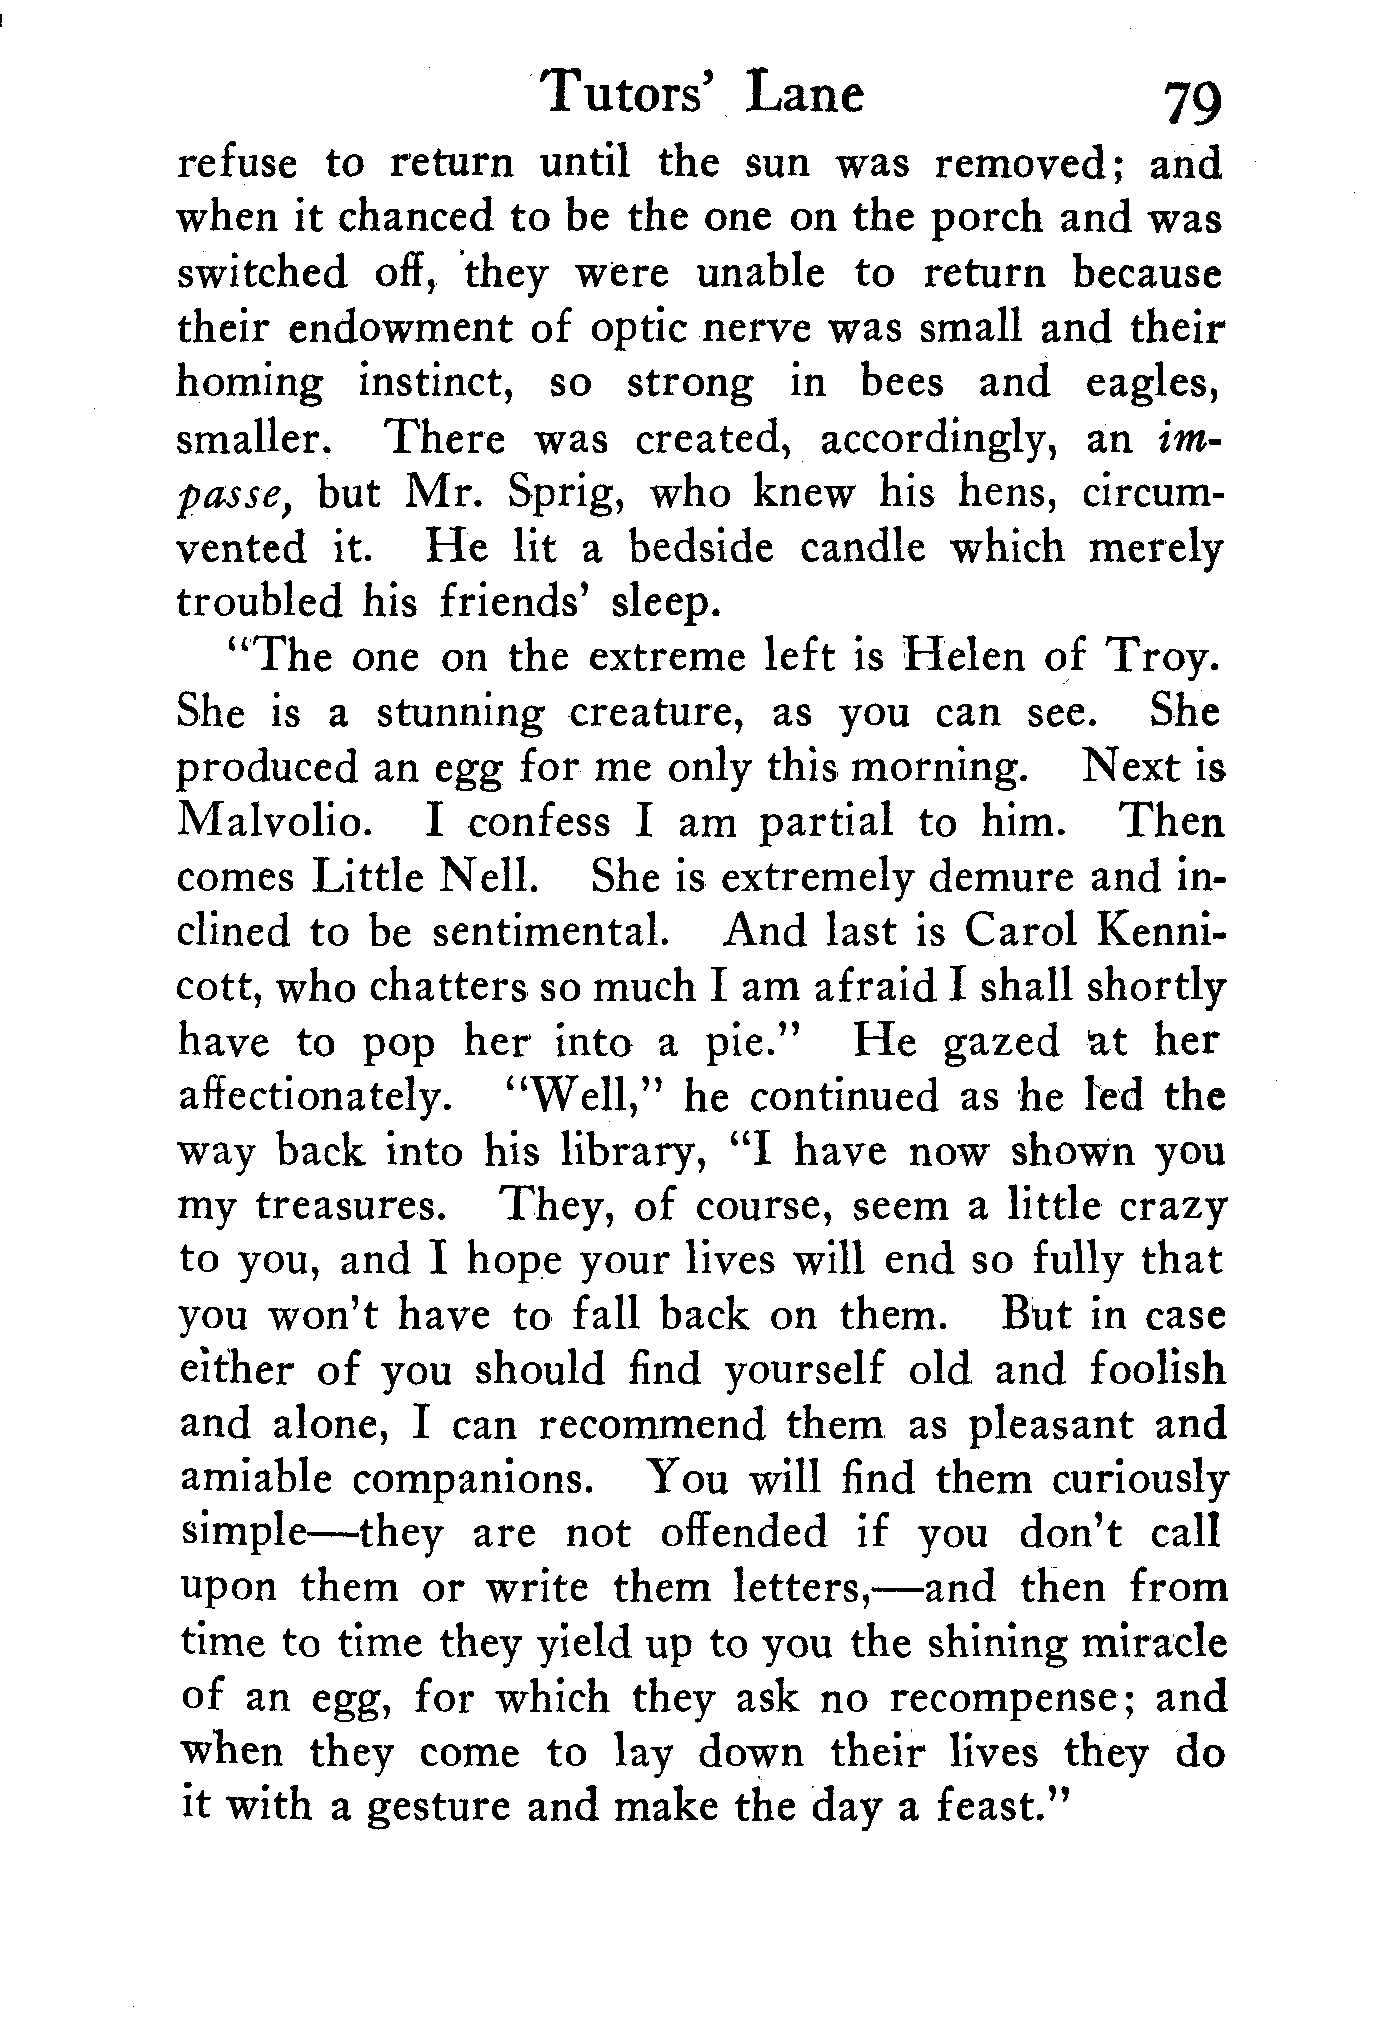 Tutors' Lane 79
refuse to return until the sun was removed; and
when it chanced to be the one on the porch and was
switched off, they were unable to return because
their endowment of optic nerve was small and their
homing instinct, so strong in bees and eagles,
smaller. There was created, accordingly, an im-
passe, but Mr. Sprig, who knew his hens, circum-
vented it. He lit a bedside candle which merely
troubled his friends' sleep.
"The one on the extreme left is Helen of Troy.
She is a stunning creature, as you can see. She
produced an egg for me only this morning. Next is
Malvolio. I confess I am partial to him. Then
comes Little Nell. She is extremely demure and in-
clined to be sentimental. And last is Carol Kenni-
cott, who chatters so much I am afraid I shall shortly
have to pop her into a pie." He gazed at her
affectionately. "Well," he continued as he led the
way back into his library, "I have now shown you
my treasures. They, of course, seem a little crazy
to you, and I hope your lives will end so fully that
you won't have to fall back on them. But in case
either of you should find yourself old and foolish
and alone, I can recommend them as pleasant and
amiable companions. You will find them curiously
simple—they are not offended if you don't call
upon them or write them letters,—and then from
time to time they yield up to you the shining miracle
of an egg, for which they ask no recompense; and
when they come to lay down their lives they do
it with a gesture and make the day a feast."